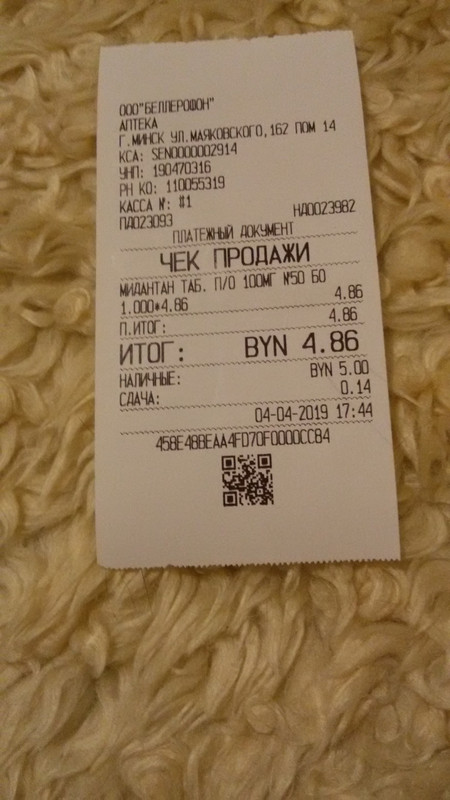 ООО"БЕЛЛЕРОФОН"
АПТЕКА
Г.МИНСК УЛ.МАЯКОВСКОГО,162 ПОМ 14
КСА: SEN0000002914
УНП: 190470316
РН КО: 110055319
КАССА №: #1
ПД023093 НД0023982
ПЛАТЕЖНЫЙ ДОКУМЕНТ
ЧЕК ПРОДАЖИ
МИДАНТАН ТАБ. П/О 100МГ №50 БО
1.000*4.86 4.86
П.ИТОГ: 4.86
ИТОГ: BYN 4.86
НАЛИЧНЫЕ: BYN 5.00
СДАЧА: 0.14
04-04-2019 17:44
458E48BEAA4FD70F0000CCB4